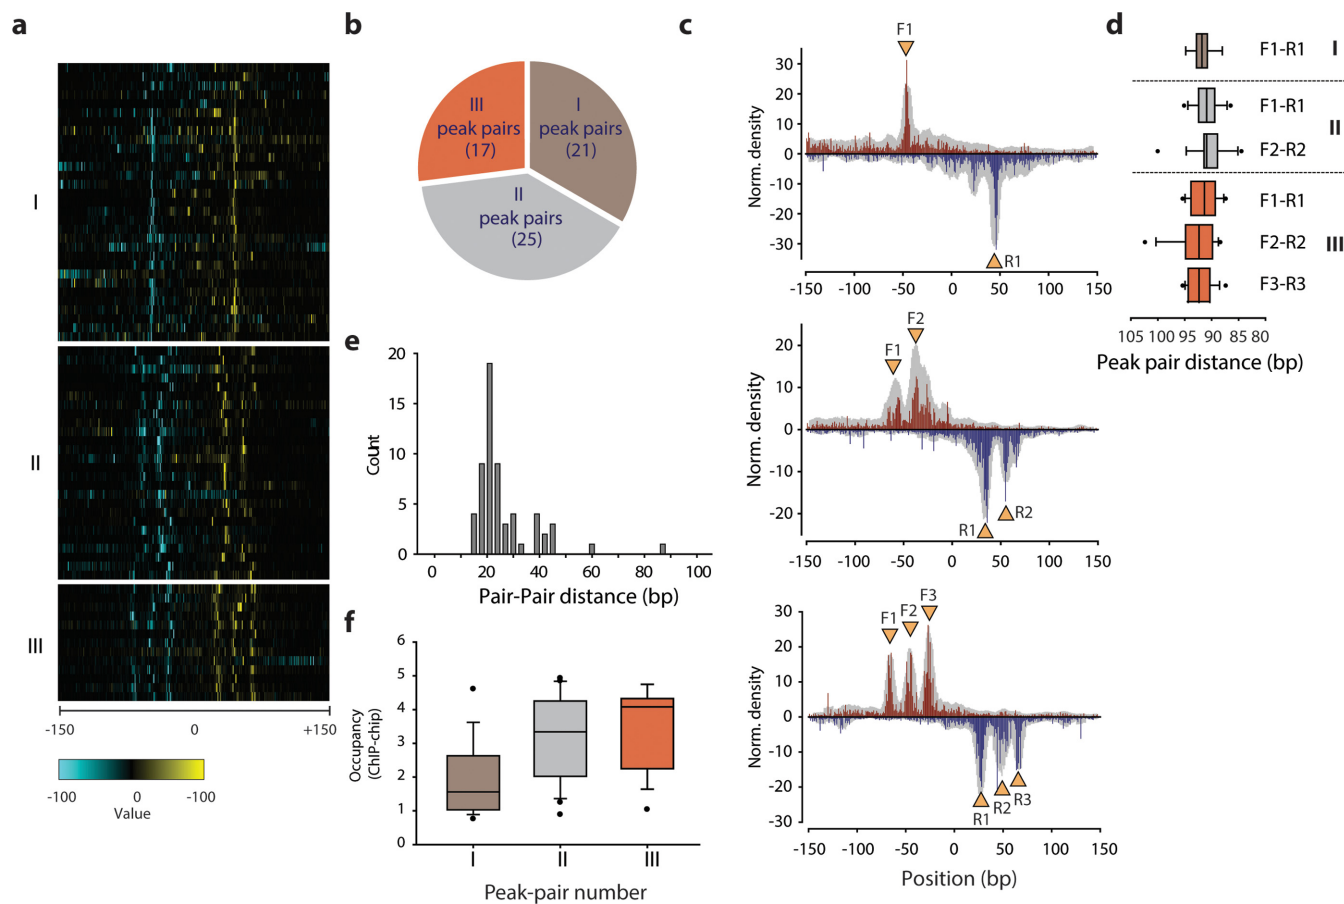 a
I
II
III
-150
0
+150
-100
0
-100
Value
b
III
peak pairs
(17)
I
peak pairs
(21)
II
peak pairs
(25)
c
F1
30
20
10
0
-10
-20
-30
Norm. density
R1
-150
-100
-50
0
50
100
150
F1
F2
20
10
0
-10
-20
Norm. density
R1
R2
-150
-100
-50
0
50
100
150
F1
F2
F3
30
20
10
0
-10
-20
-30
Norm. density
R1
R2
R3
-150
-100
-50
0
50
100
150
Position (bp)
d
F1-R1
I
F1-R1
II
F2-R2
F1-R1
F2-R2
III
F3-R3
105
100
95
90
85
80
Peak pair distance (bp)
e
20
15
10
5
0
Count
0
20
40
60
80
100
Pair-Pair distance (bp)
f
6
5
4
3
2
1
0
Occupancy
(ChIP-chip)
I
II
III
Peak-pair number